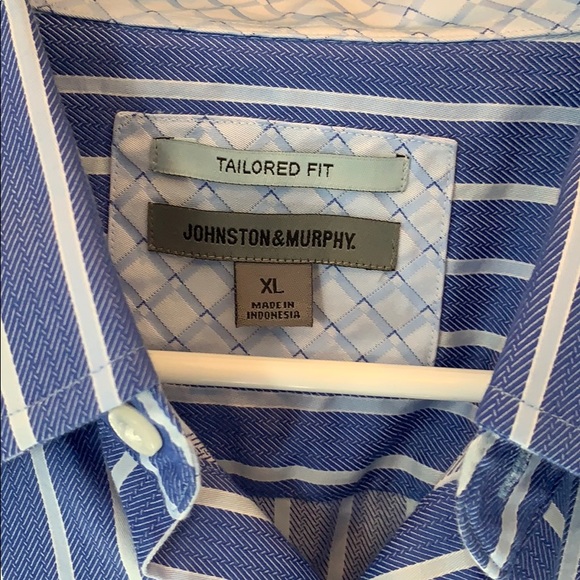 TAILORED FIT
JOHNSTON&MURPHY.
XL
MADE IN
INDONESIA